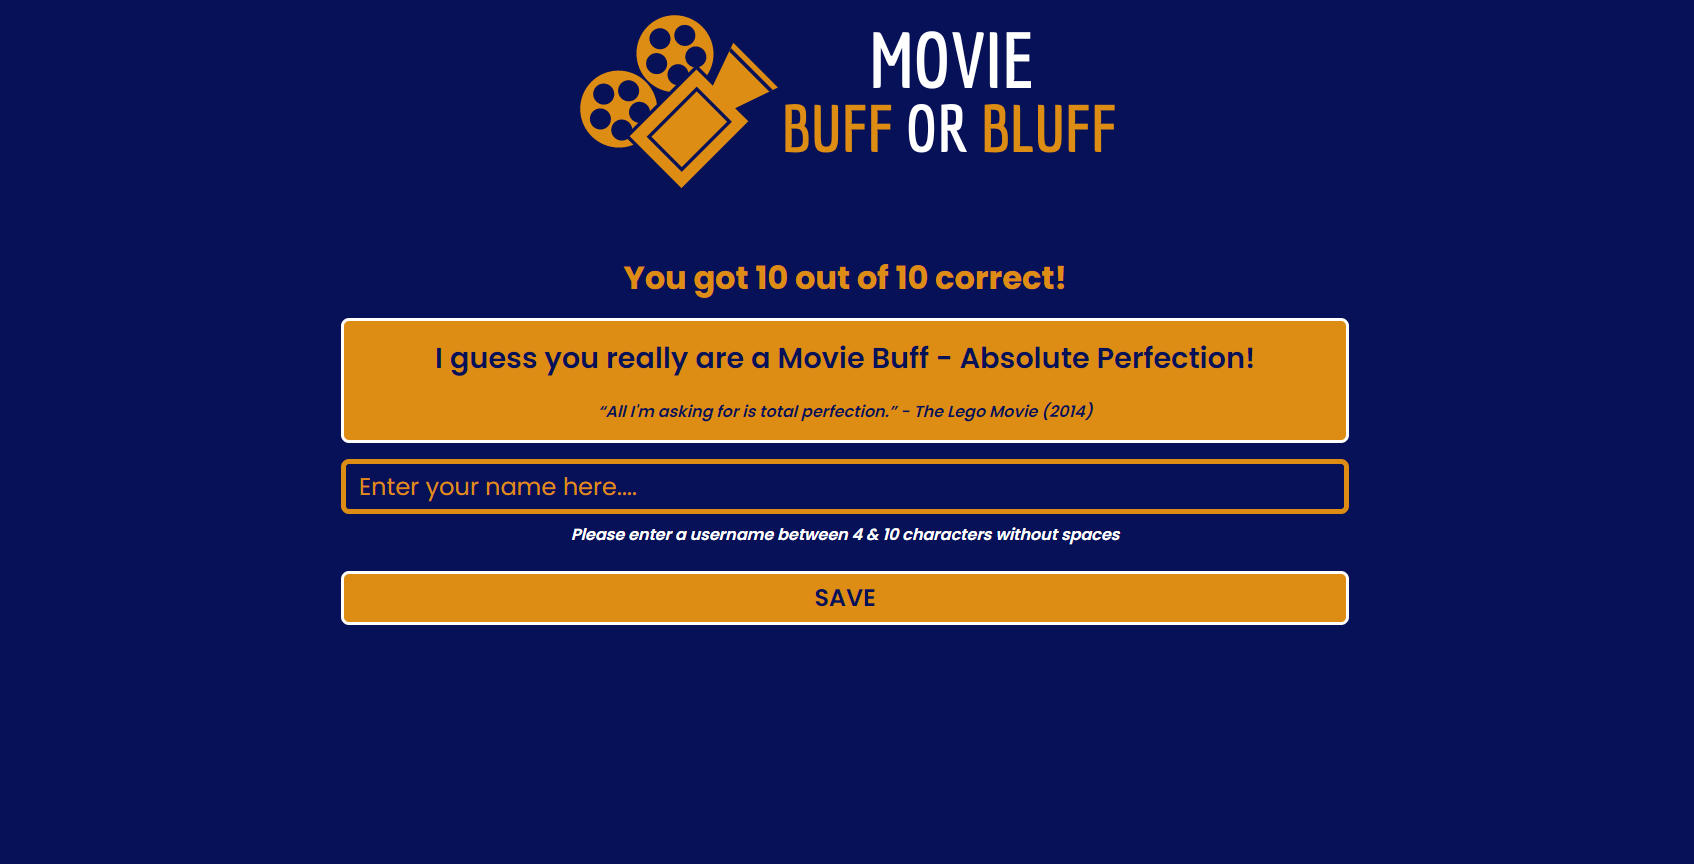 MOVIE
BUFF OR BLUFF
You got 10 out of 10 correct!
I guess you really are a Movie Buff - Absolute Perfection!
“All I'm asking for is total perfection.” - The Lego Movie (2014)
Enter your name here....
Please enter a username between 4 & 10 characters without spaces
SAVE